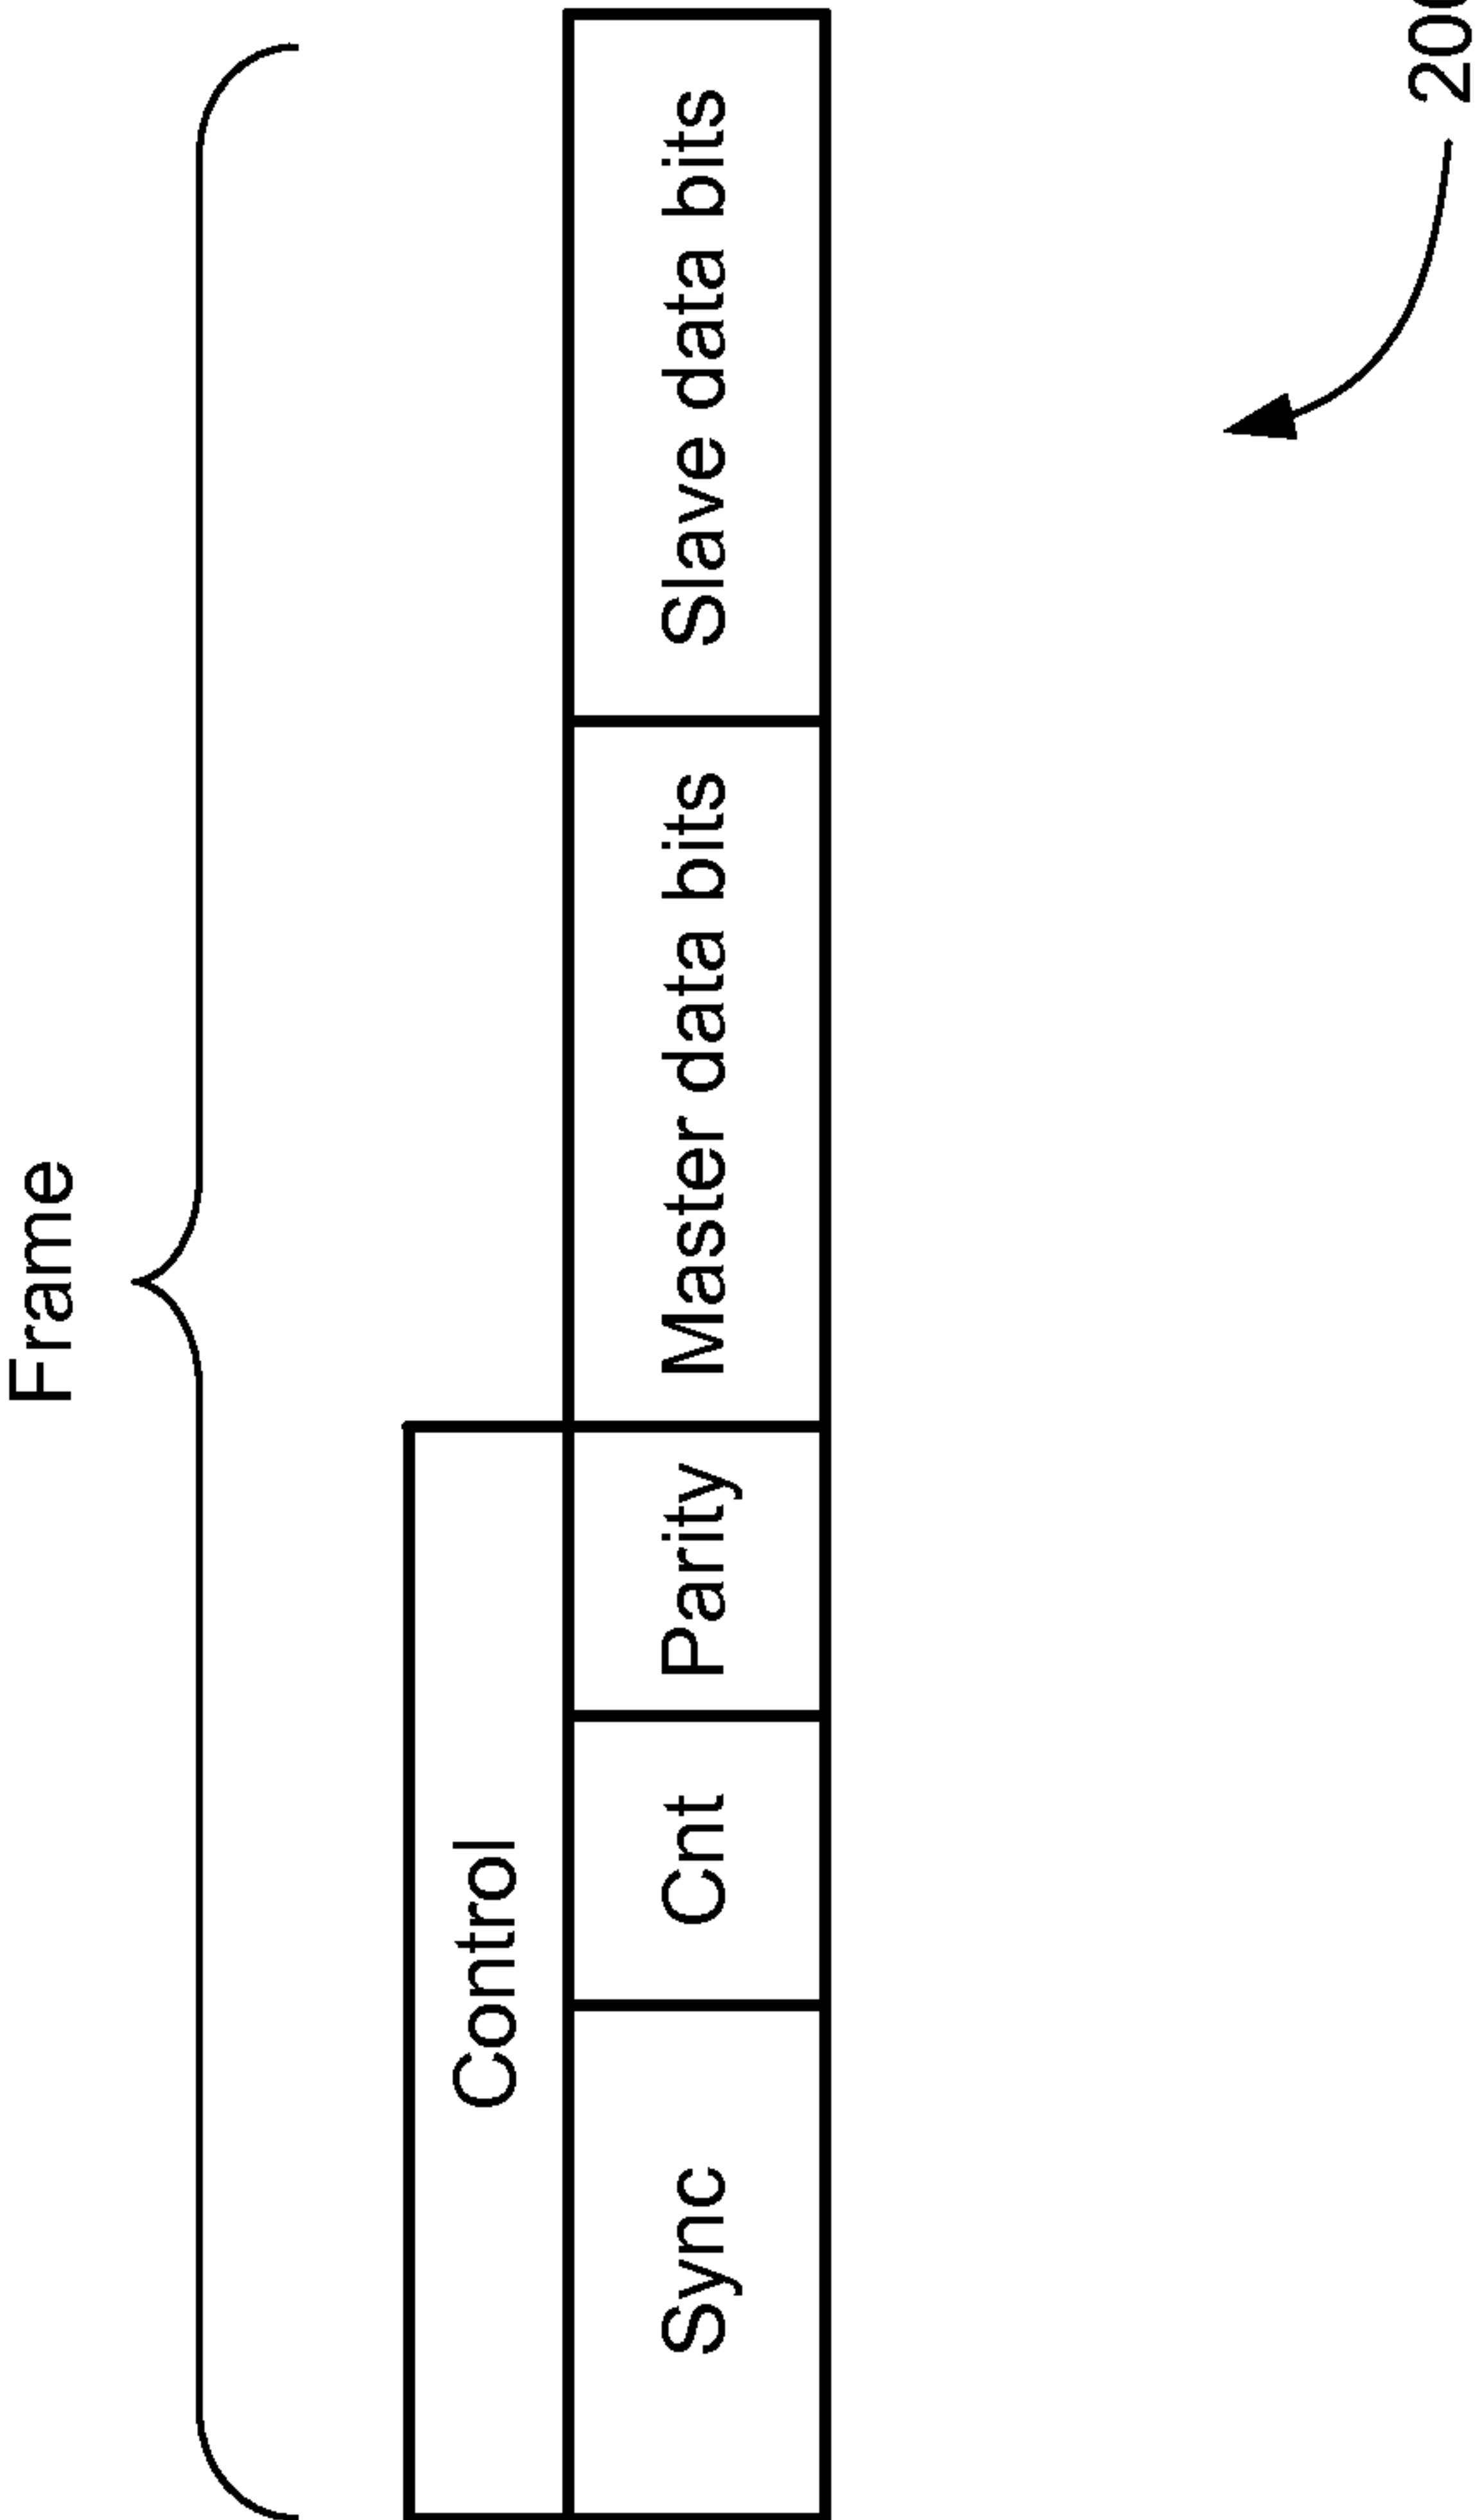 Frame
Control
Sync
Cnt
Parity
Master data bits
Slave data bits